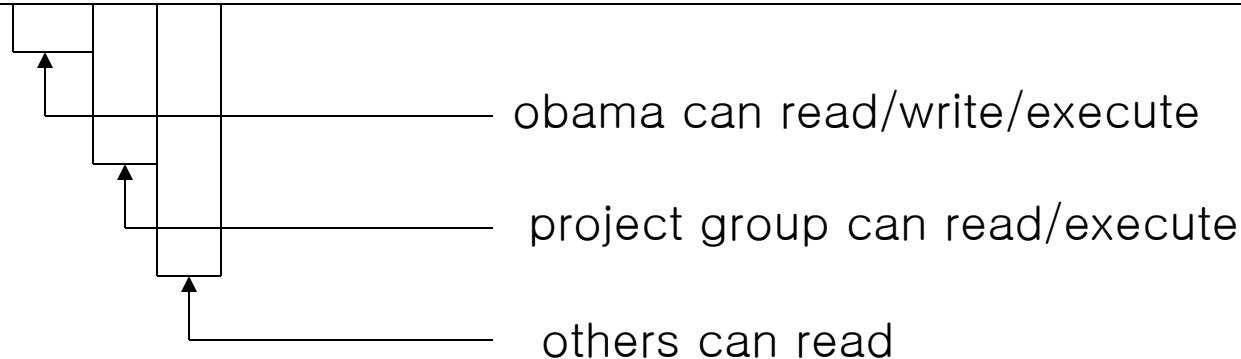 obama can read/write/execute
project group can read/execute
others can read